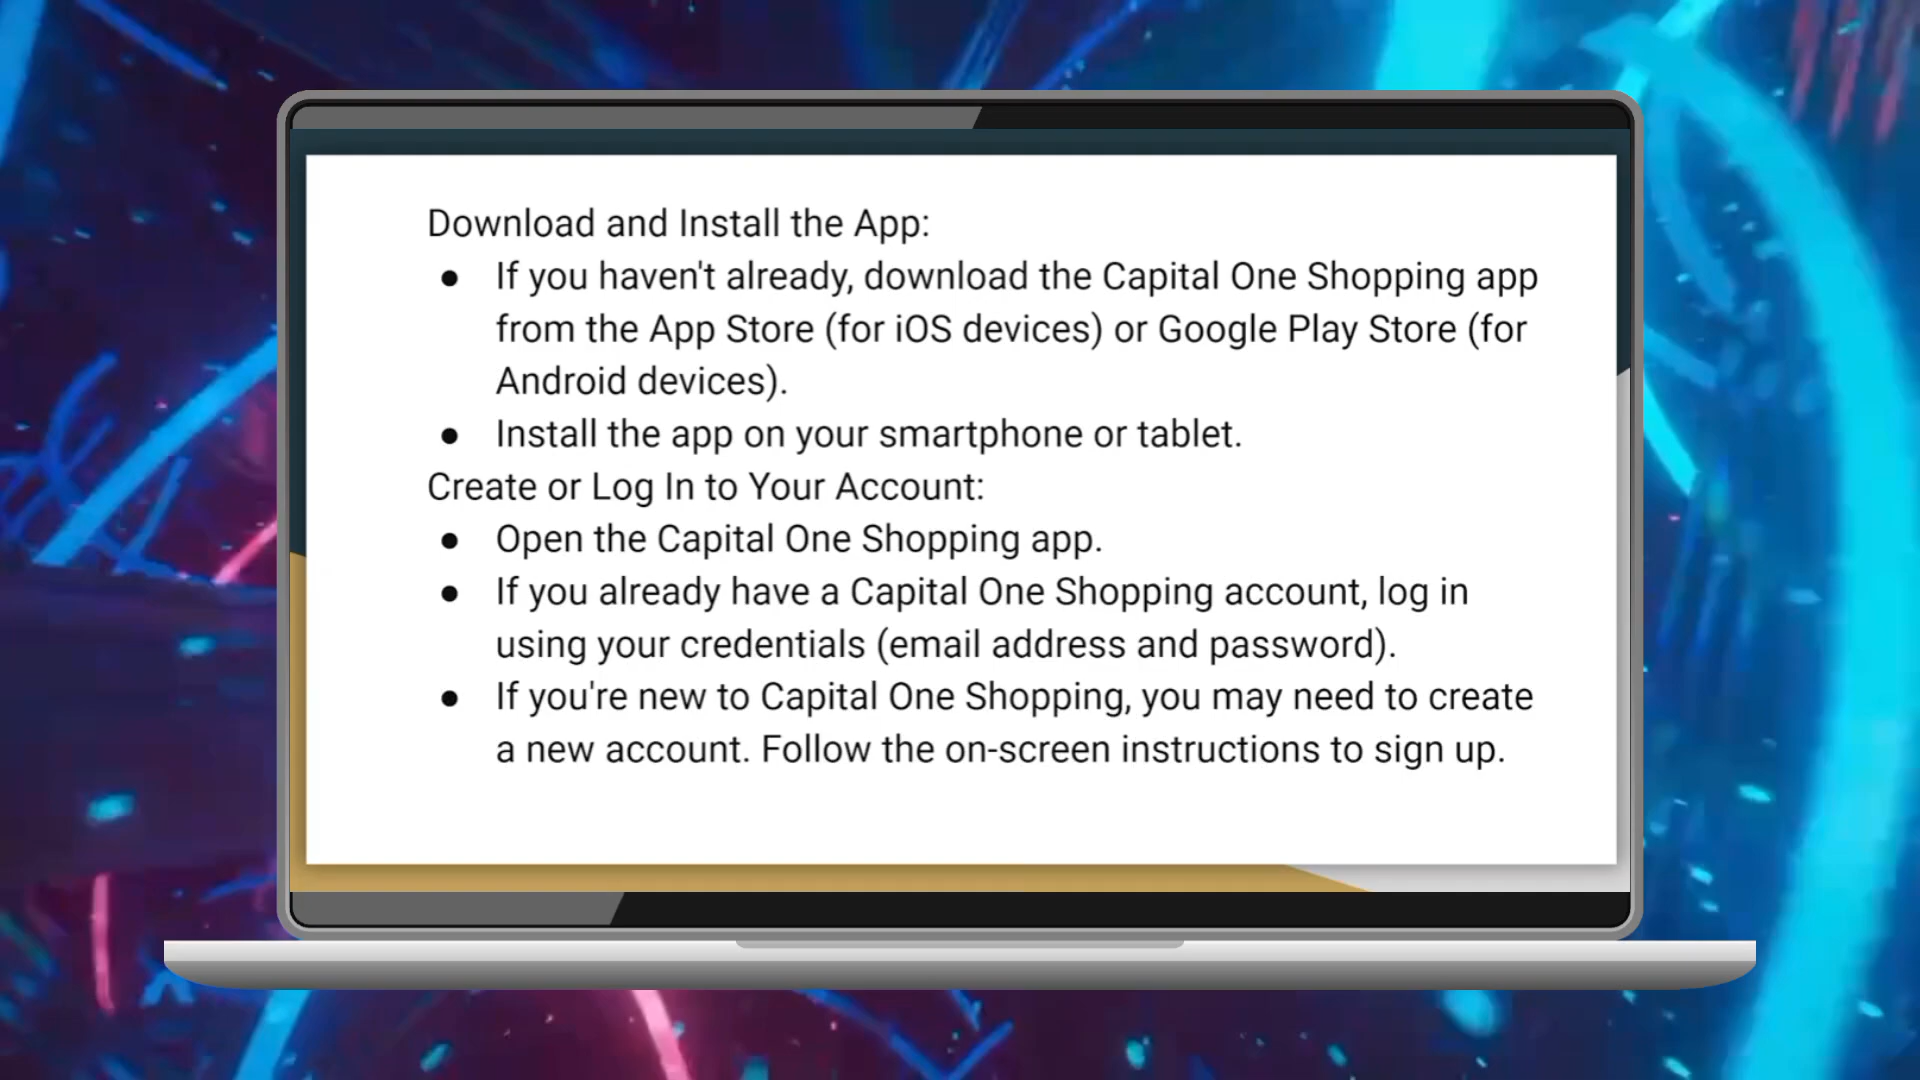 Download and Install the App:
● If you haven't already, download the Capital One Shopping app
from the App Store (for iOS devices) or Google Play Store (for
Android devices).
● Install the app on your smartphone or tablet.
Create or Log In to Your Account:
● Open the Capital One Shopping app.
● If you already have a Capital One Shopping account, log in
using your credentials (email address and password).
● If you're new to Capital One Shopping, you may need to create
a new account. Follow the on-screen instructions to sign up.